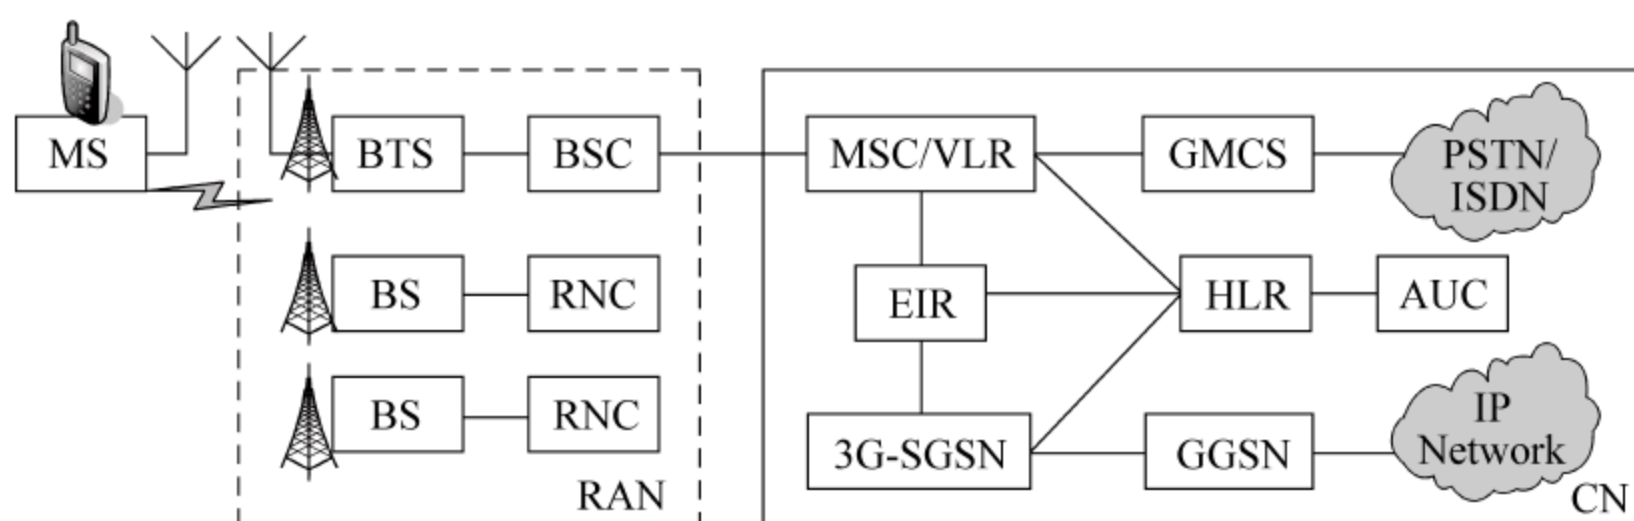 MS
BTS
BSC
MSC/VLR
GMCS
PSTN/
ISDN
BS
RNC
EIR
HLR
AUC
BS
RNC
3G-SGSN
GGSN
IP
Network
RAN
CN